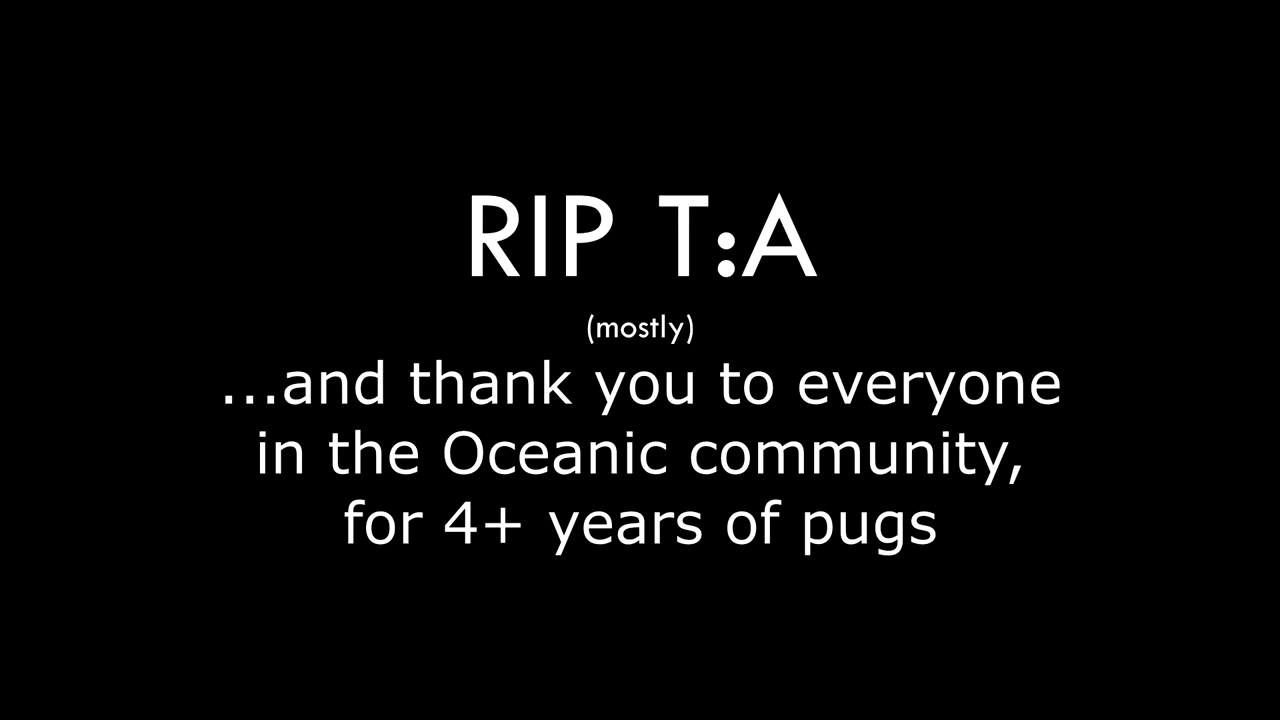 RIP T:A
(mostly)
...and thank you to everyone
in the Oceanic community,
for 4+ years of pugs